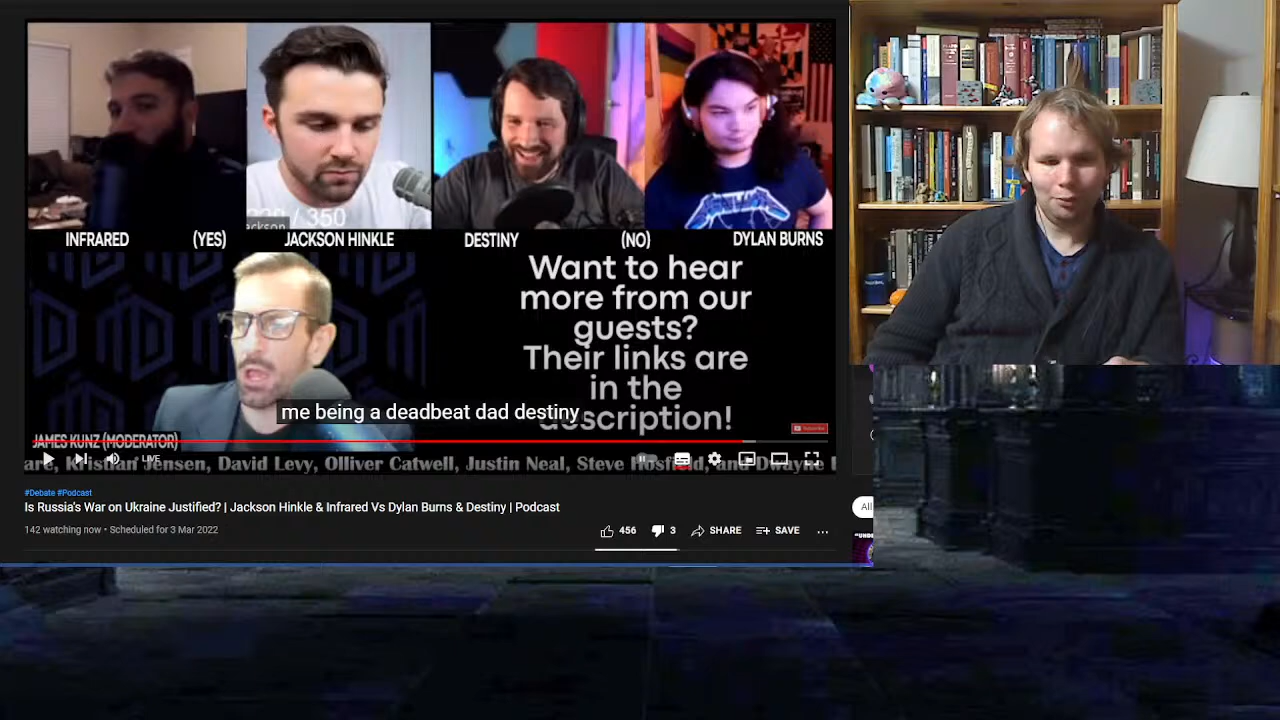 350
INFRARED (YES) JACKSON HINKLE DESTINY (NO) DYLAN BURNS
Want to hear
more from our
guests?
Their links are
in the
me being a deadbeat dad destiny
JAMES KUNZ (MODERATOR)
LIVE
Kristian Jensen, David Levy, Olliver Catwell, Justin Neal, Steve
#Debate #Podcast
Is Russia's War on Ukraine Justified? | Jackson Hinkle & Infrared Vs Dylan Burns & Destiny | Podcast
142 watching now • Scheduled for 3 Mar 2022
456 3 SHARE SAVE
All